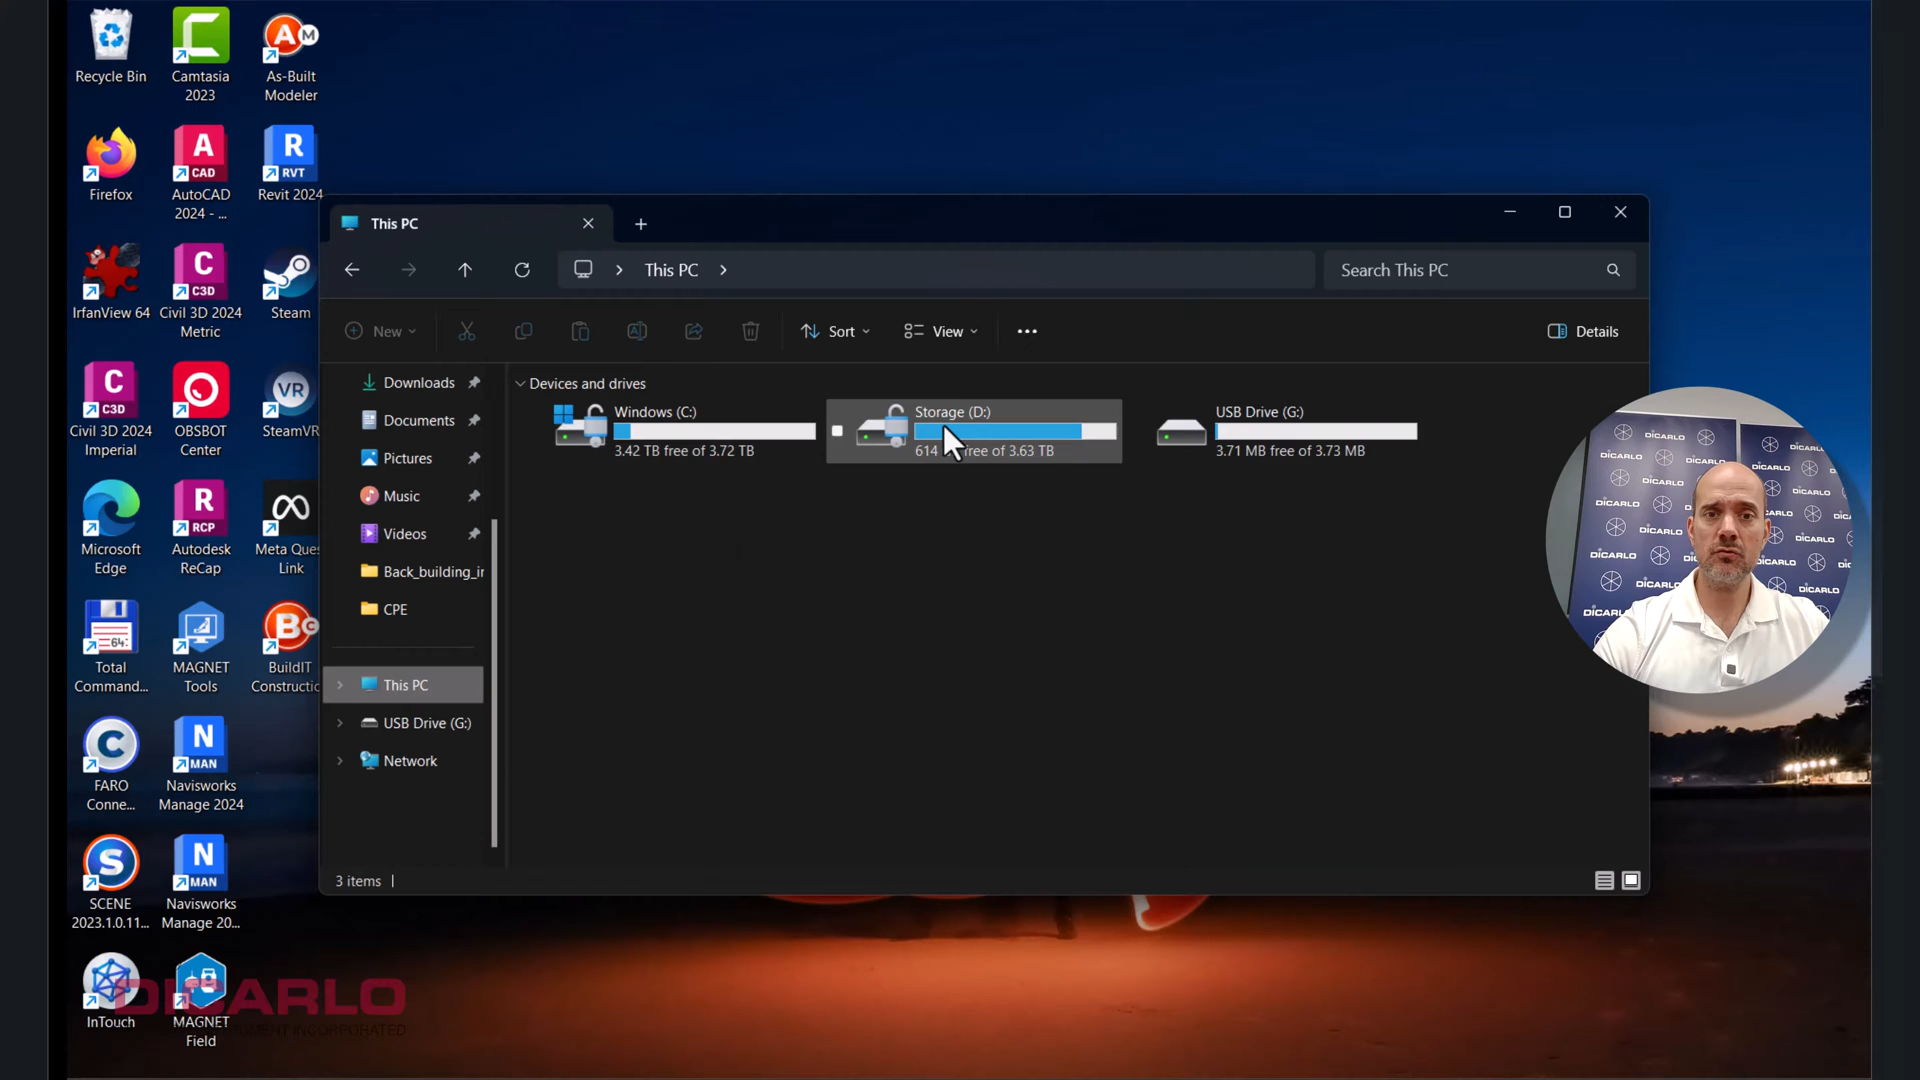 Recycle Bin
Camtasia
2023
As-Built
Modeler
Firefox
AutoCAD
2024 - ...
Revit 2024
IrfanView 64
Civil 3D 2024
Metric
Steam
Civil 3D 2024
Imperial
OBSBOT
Center
SteamVR
Microsoft
Edge
Autodesk
ReCap
Meta Ques
Link
Total
Command...
MAGNET
Tools
BuildIT
Constructio
FARO
Conne...
Navisworks
Manage 2024
SCENE
2023.1.0.11...
Navisworks
Manage 20...
InTouch
MAGNET
Field
This PC
This PC
Search This PC
New
Sort
View
Details
Downloads
Documents
Pictures
Music
Videos
Back_building_ir
CPE
This PC
USB Drive (G:)
Network
Devices and drives
Windows (C:)
3.42 TB free of 3.72 TB
Storage (D:)
614 free of 3.63 TB
USB Drive (G:)
3.71 MB free of 3.73 MB
3 items
DICARLO
INCORPORATED